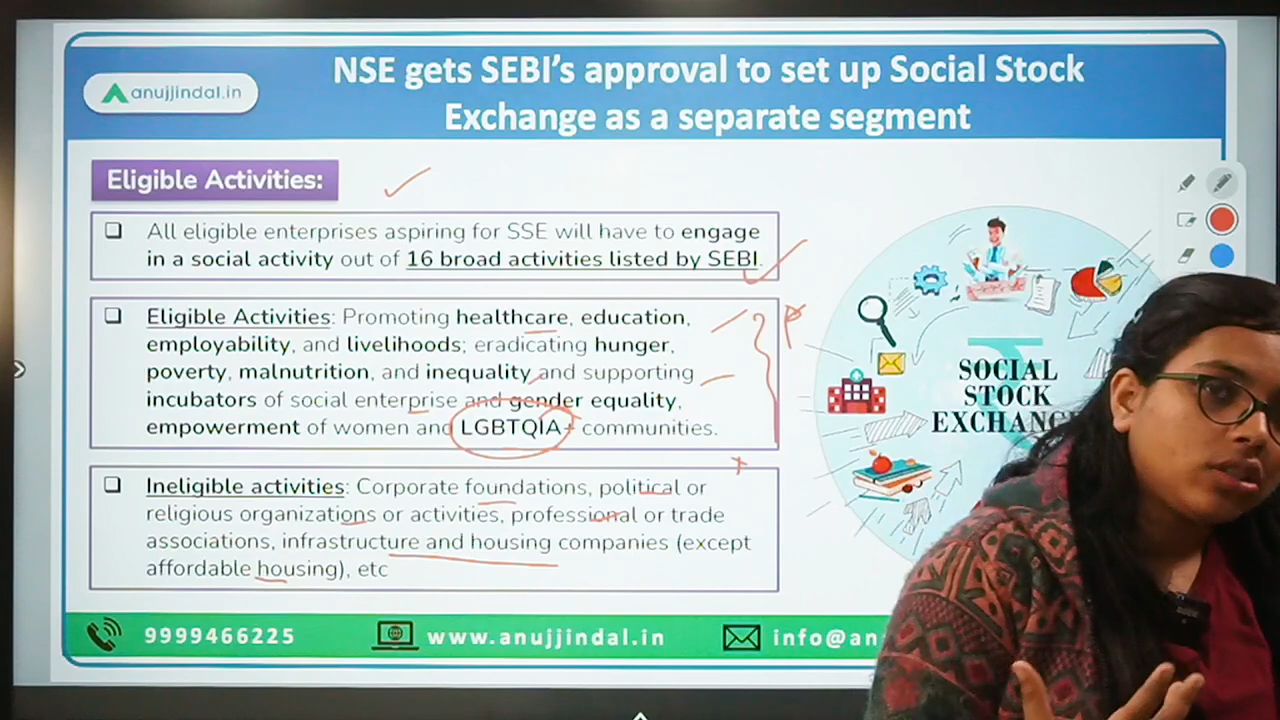 NSE gets SEBI's approval to set up Social Stock
Exchange as a separate segment
anujjindal.in
Eligible Activities:
All eligible enterprises aspiring for SSE will have to engage
in a social activity out of 16 broad activities listed by SEBI.
Eligible Activities: Promoting healthcare, education,
employability, and livelihoods; eradicating hunger,
poverty, malnutrition, and inequality and supporting
incubators of social enterprise and gender equality,
empowerment of women and LGBTQIA+ communities.
Ineligible activities: Corporate foundations, political or
religious organizations or activities, professional or trade
associations, infrastructure and housing companies (except
affordable housing), etc
SOCIAL
STOCK
EXCHANG
9999466225
www.anujjindal.in
info@an